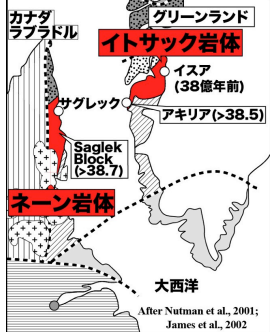 カナダ
ラブラドル
グリーンランド
イトサック岩体
イスア
(38億年前)
サグレック
アキリア(>38.5)
Saglek
Block
(>38.7)
ネーン岩体
大西洋
After Nutman et al., 2001;
James et al., 2002